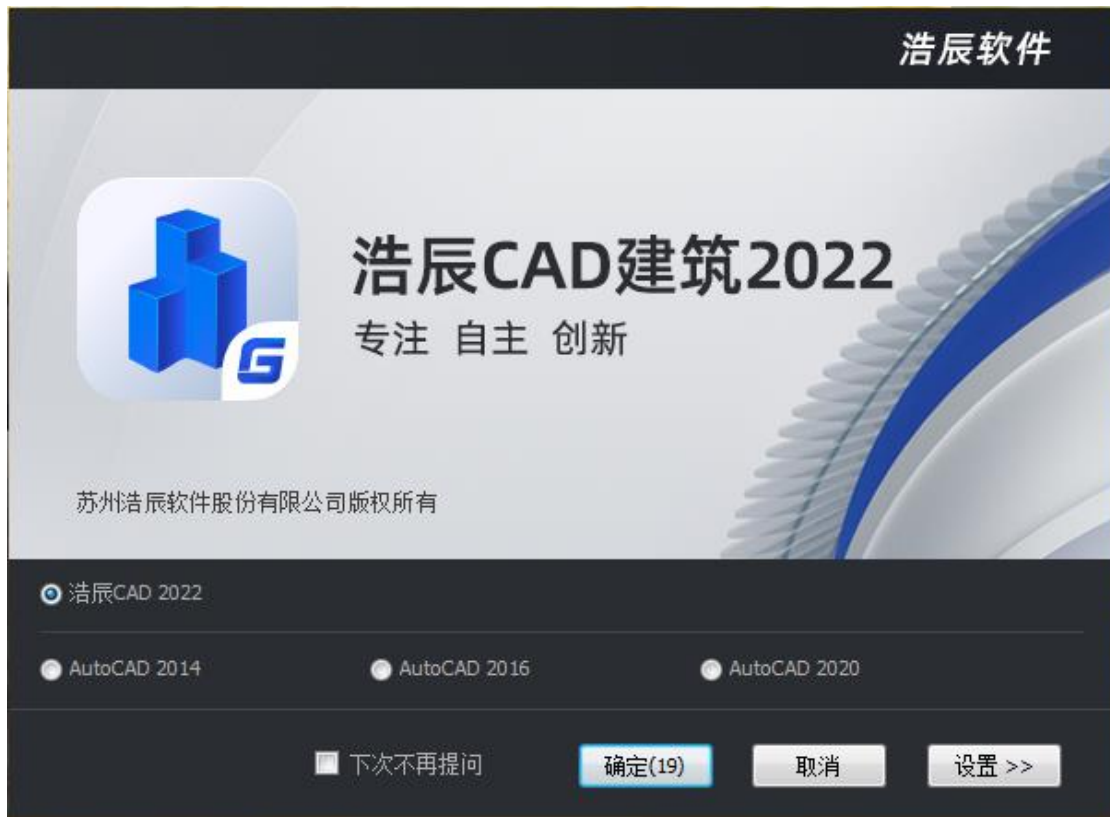 浩辰软件
浩辰CAD建筑2022
专注 自主 创新
G
苏州浩辰软件股份有限公司版权所有
浩辰CAD 2022
AutoCAD 2014 AutoCAD 2016 AutoCAD 2020
下次不再提问 确定(19) 取消 设置 >>